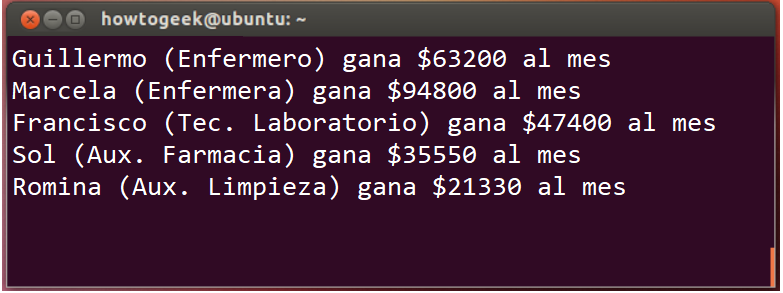 howtogeek@ubuntu: ~
Guillermo (Enfermero) gana $63200 al mes
Marcela (Enfermera) gana $94800 al mes
Francisco (Tec. Laboratorio) gana $47400 al mes
Sol (Aux. Farmacia) gana $35550 al mes
Romina (Aux. Limpieza) gana $21330 al mes